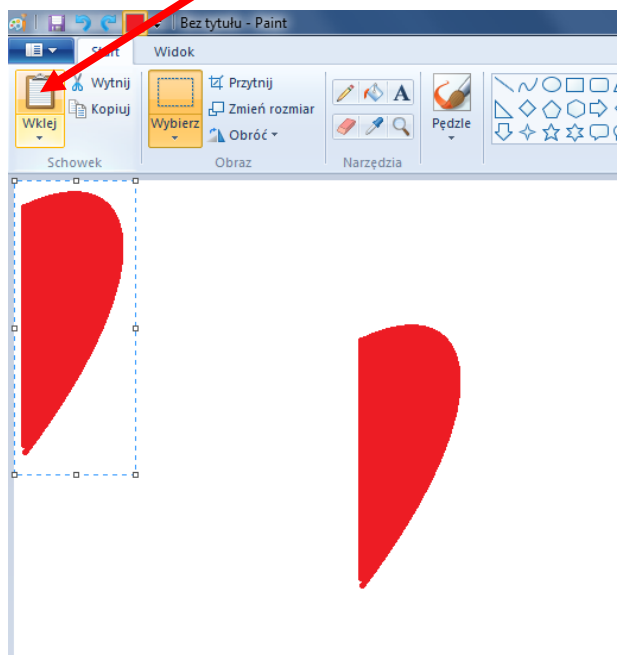 Bez tytułu - Paint
Start
Widok
Wklej
Wytnij
Kopiuj
Schowek
Wybierz
Przytnij
Zmień rozmiar
Obróć
Obraz
A
Narzędzia
Pędzle